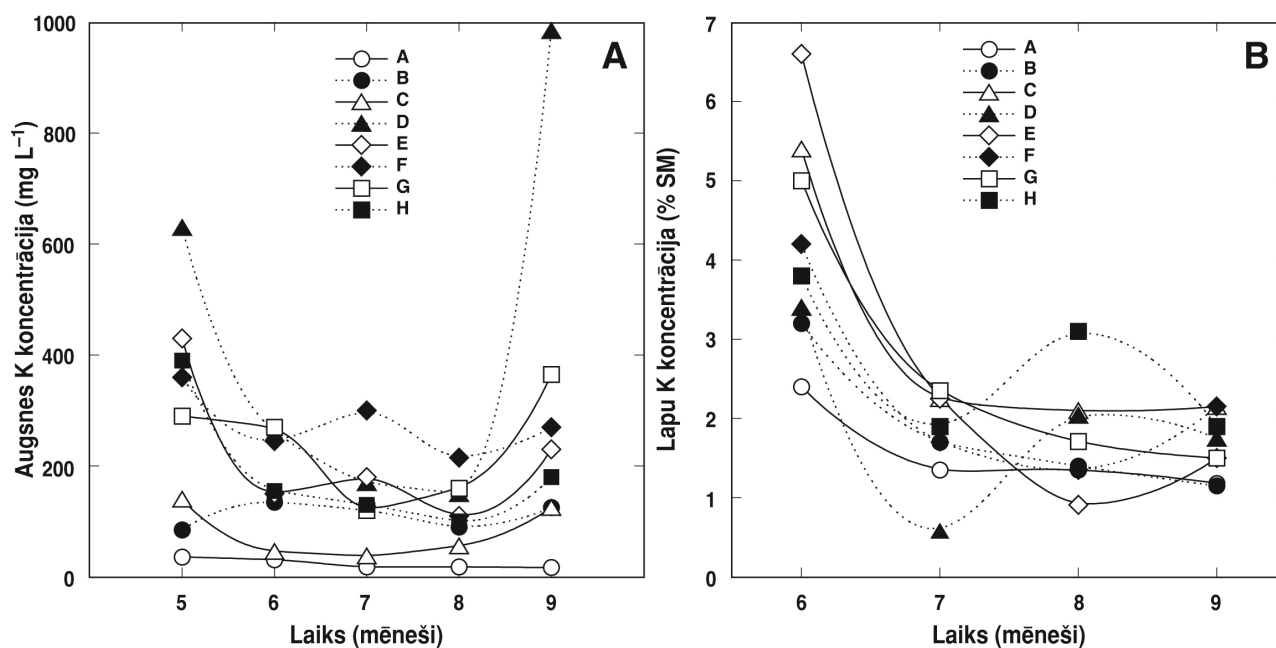 Augsnes K koncentrācija (mg L⁻¹)
1000
800
600
400
200
0
A
A
B
C
D
E
F
G
H
5 6 7 8 9
Laiks (mēneši)
Lapu K koncentrācija (% SM)
7
6
5
4
3
2
1
0
B
A
B
C
D
E
F
G
H
6 7 8 9
Laiks (mēneši)